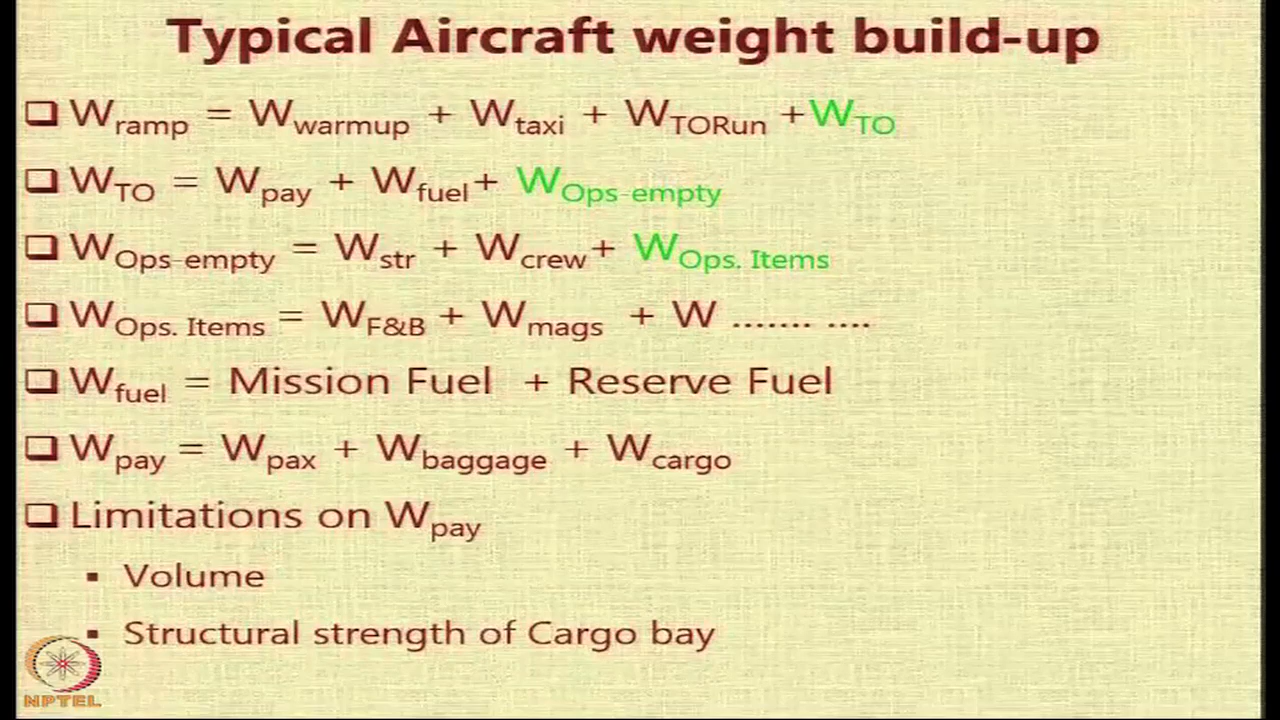 Typical Aircraft weight build-up
❑ W_ramp = W_warmup + W_taxi + W_TORun +W_TO
❑ W_TO = W_pay + W_fuel+ W_Ops-empty
❑ W_Ops-empty = W_str + W_crew+ W_Ops. Items
❑ W_Ops. Items = W_F&B + W_mags + W ....... ....
❑ W_fuel = Mission Fuel + Reserve Fuel
❑ W_pay = W_pax + W_baggage + W_cargo
❑ Limitations on W_pay
▪ Volume
▪ Structural strength of Cargo bay
NPTEL